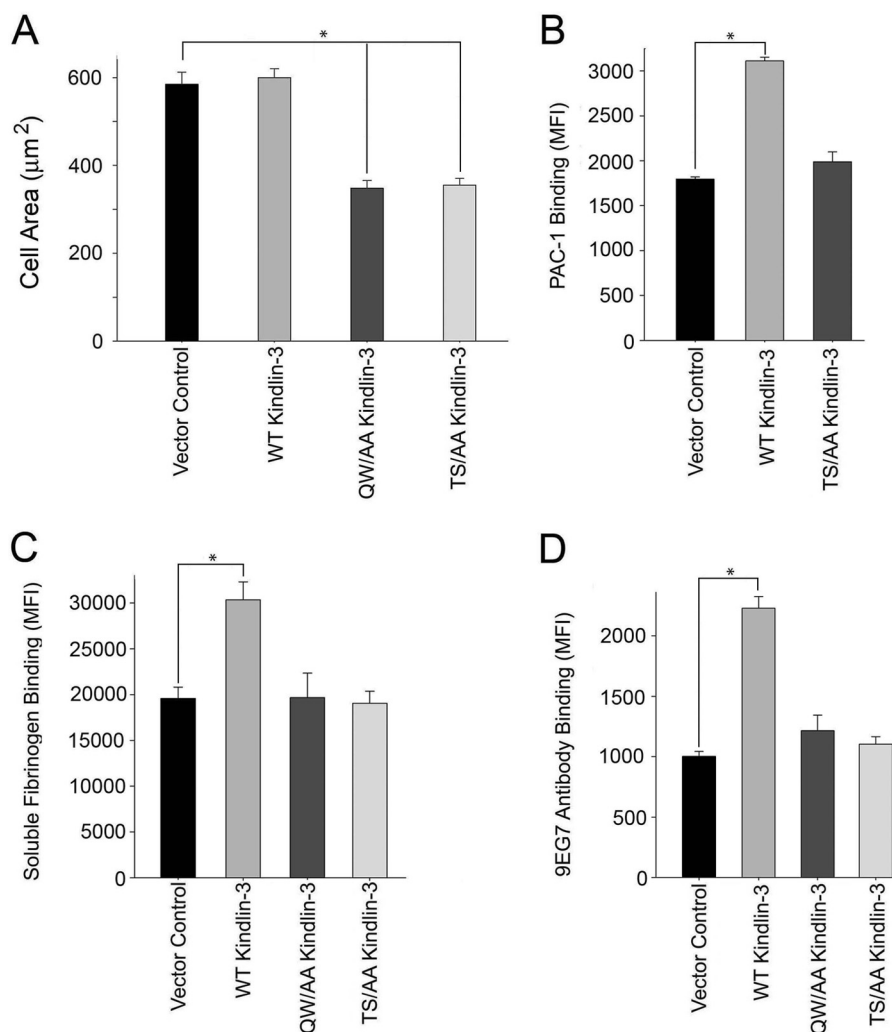 A
*
Cell Area (μm²)
600
400
200
0
Vector Control
WT Kindlin-3
QW/AA Kindlin-3
TS/AA Kindlin-3
B
*
PAC-1 Binding (MFI)
3000
2500
2000
1500
1000
500
0
Vector Control
WT Kindlin-3
TS/AA Kindlin-3
C
*
Soluble Fibrinogen Binding (MFI)
30000
25000
20000
15000
10000
5000
0
Vector Control
WT Kindlin-3
QW/AA Kindlin-3
TS/AA Kindlin-3
D
*
9EG7 Antibody Binding (MFI)
2000
1500
1000
500
0
Vector Control
WT Kindlin-3
QW/AA Kindlin-3
TS/AA Kindlin-3